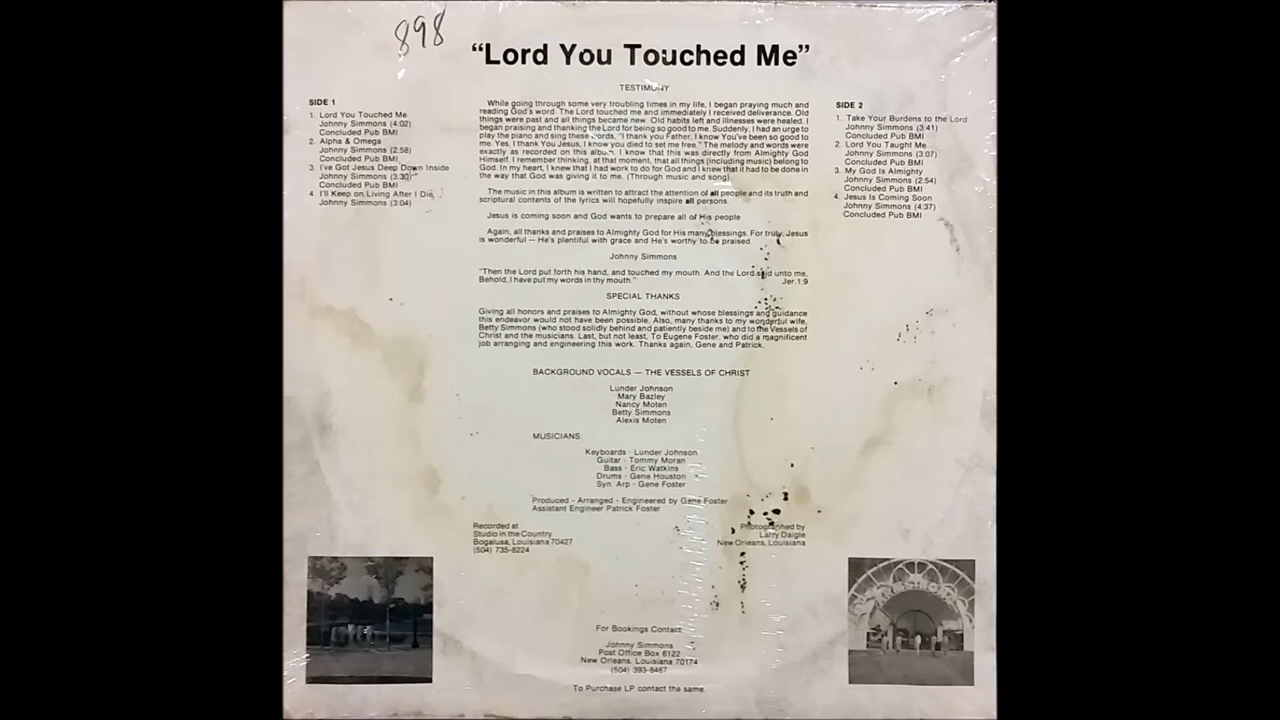 898
"Lord You Touched Me"
TESTIMONY
While going through some very troubling times in my life, I began praying much and
reading God's word. The Lord touched me and immediately I received deliverance. Old
things were past and all things became new. Old habits left and illnesses were healed. I
began praising and thanking the Lord for being so good to me. Suddenly, I had an urge to
play the piano and sing these words, "I thank you Father, I know You've been so good to
me. Yes, I thank You Jesus, I know you died to set me free." The melody and words were
exactly as recorded on this album. I know that this was directly from Almighty God
Himself. I remember thinking, at that moment, that all things (including music) belong to
God. In my heart, I knew that I had work to do for God and I knew that it had to be done in
the way that God was giving it to me. (Through music and song).
The music in this album is written to attract the attention of all people and its truth and
scriptural contents of the lyrics will hopefully inspire all persons.
Jesus is coming soon and God wants to prepare all of His people
Again, all thanks and praises to Almighty God for His many blessings. For truly, Jesus
is wonderful — He's plentiful with grace and He's worthy to be praised.
Johnny Simmons
"Then the Lord put forth his hand, and touched my mouth. And the Lord said unto me,
Behold, I have put my words in thy mouth."
Jer. 1:9
SPECIAL THANKS
Giving all honors and praises to Almighty God, without whose blessings and guidance
this endeavor would not have been possible. Also, many thanks to my wonderful wife,
Betty Simmons (who stood solidly behind and patiently beside me) and to the Vessels of
Christ and the musicians. Last, but not least, To Eugene Foster, who did a magnificent
job arranging and engineering this work. Thanks again, Gene and Patrick.
SIDE 1
1. Lord You Touched Me
Johnny Simmons (4:02)
Concluded Pub BMI
2. Alpha & Omega
Johnny Simmons (2:58)
Concluded Pub BMI
3. I've Got Jesus Deep Down Inside
Johnny Simmons (3:30)
Concluded Pub BMI
4. I'll Keep on Living After I Die
Johnny Simmons (3:04)
SIDE 2
1. Take Your Burdens to the Lord
Johnny Simmons (3:41)
Concluded Pub BMI
2. Lord You Taught Me
Johnny Simmons (3:07)
Concluded Pub BMI
3. My God Is Almighty
Johnny Simmons (2:54)
Concluded Pub BMI
4. Jesus Is Coming Soon
Johnny Simmons (4:37)
Concluded Pub BMI
BACKGROUND VOCALS — THE VESSELS OF CHRIST
Lunder Johnson
Mary Bazley
Nancy Moten
Betty Simmons
Alexis Moten
MUSICIANS:
Keyboards - Lunder Johnson
Guitar - Tommy Moran
Bass - Eric Watkins
Drums - Gene Houston
Syn. Arp - Gene Foster
Produced - Arranged - Engineered by Gene Foster
Assistant Engineer Patrick Foster
Recorded at
Studio in the Country
Bogalusa, Louisiana 70427
(504) 735-8224
Photographed by
Larry Daigle
New Orleans, Louisiana
For Bookings Contact:
Johnny Simmons
Post Office Box 6122
New Orleans, Louisiana 70174
(504) 393-8467
To Purchase LP contact the same.